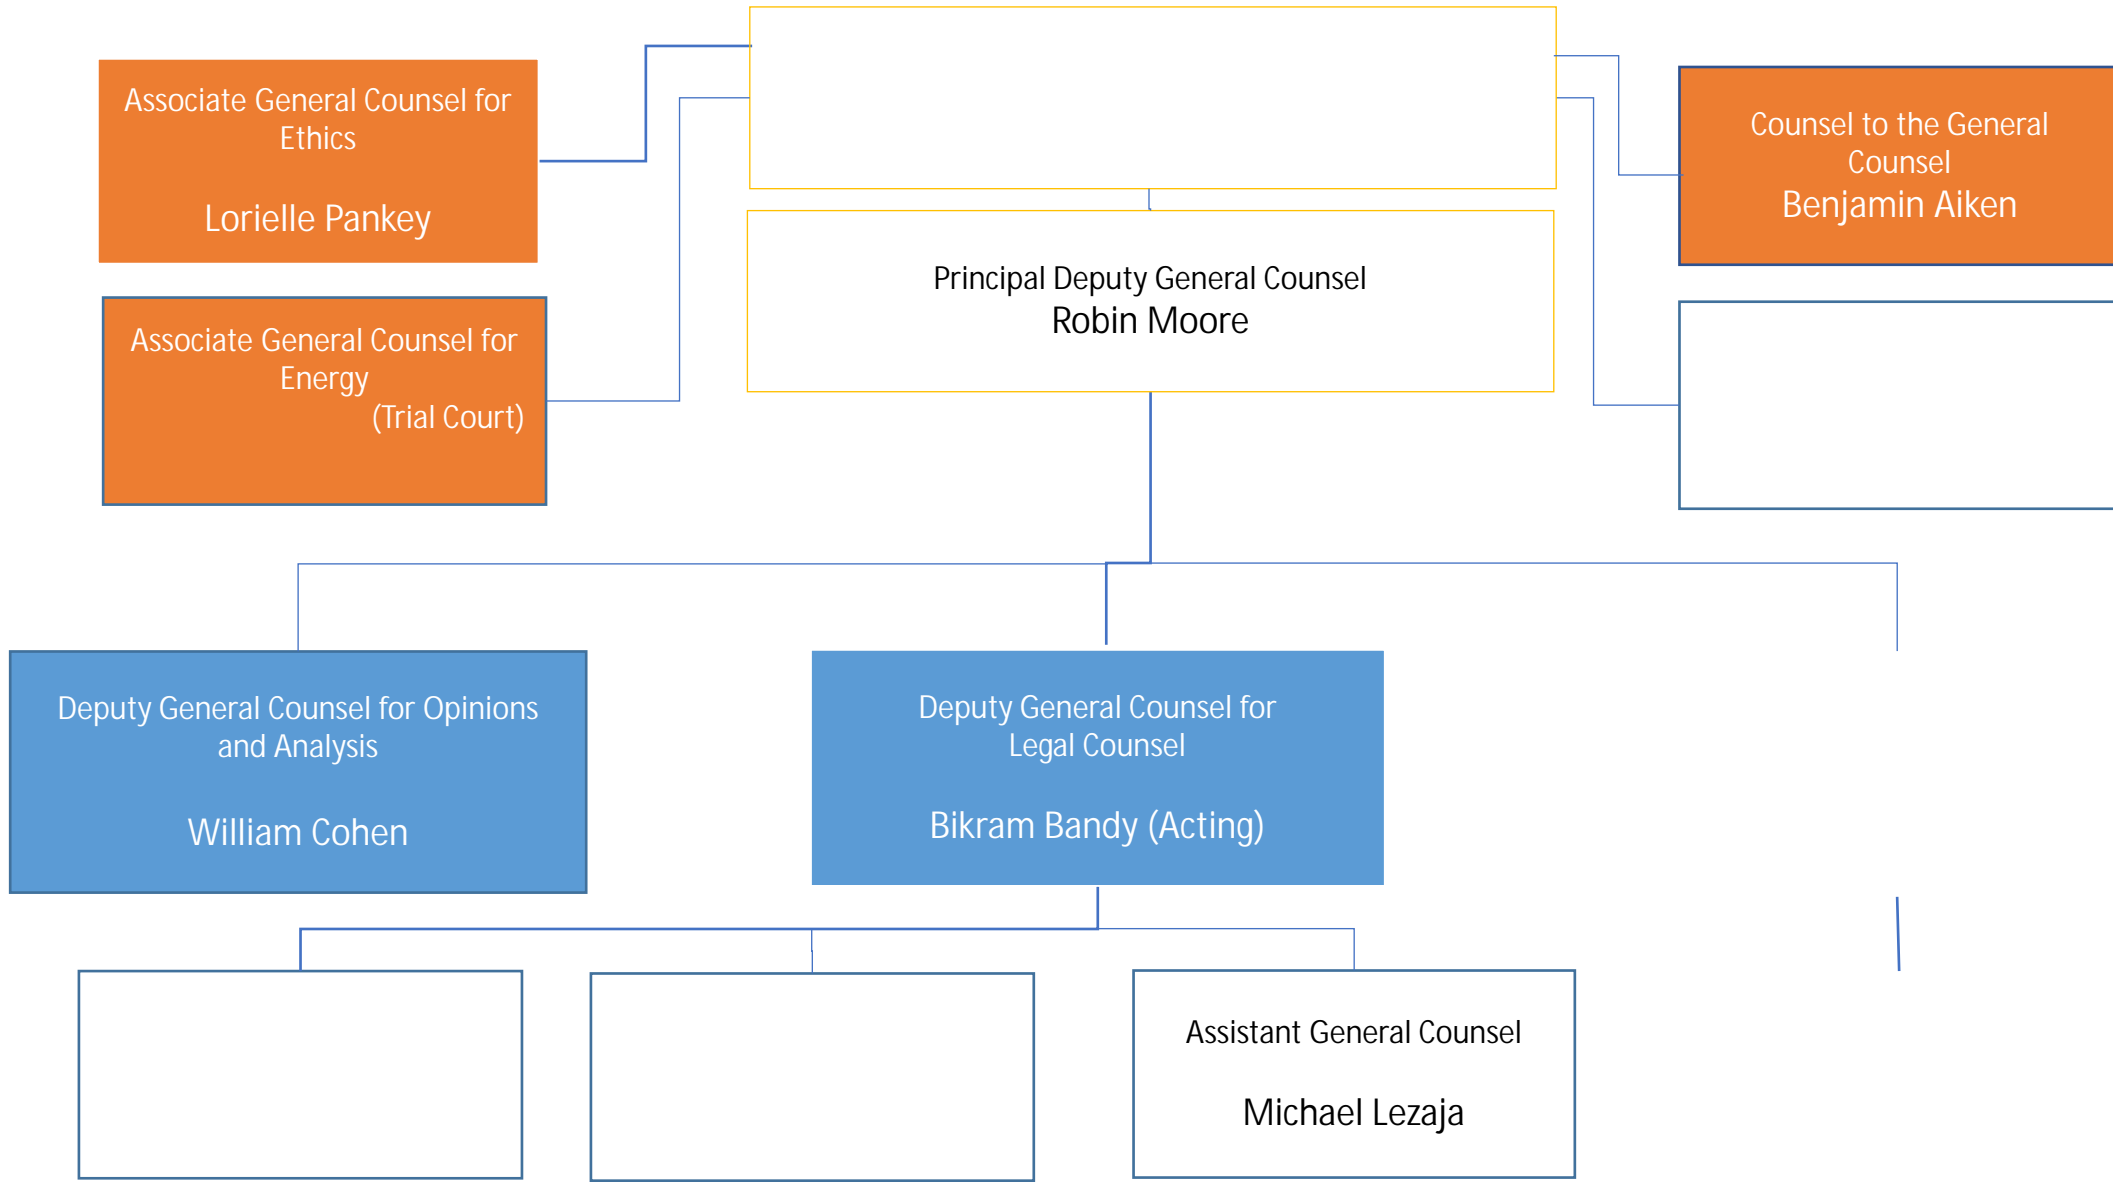 Associate General Counsel for
Ethics
Lorielle Pankey
Counsel to the General
Counsel
Benjamin Aiken
Principal Deputy General Counsel
Robin Moore
Associate General Counsel for
Energy
(Trial Court)
Deputy General Counsel for Opinions
and Analysis
William Cohen
Deputy General Counsel for
Legal Counsel
Bikram Bandy (Acting)
Assistant General Counsel
Michael Lezaja